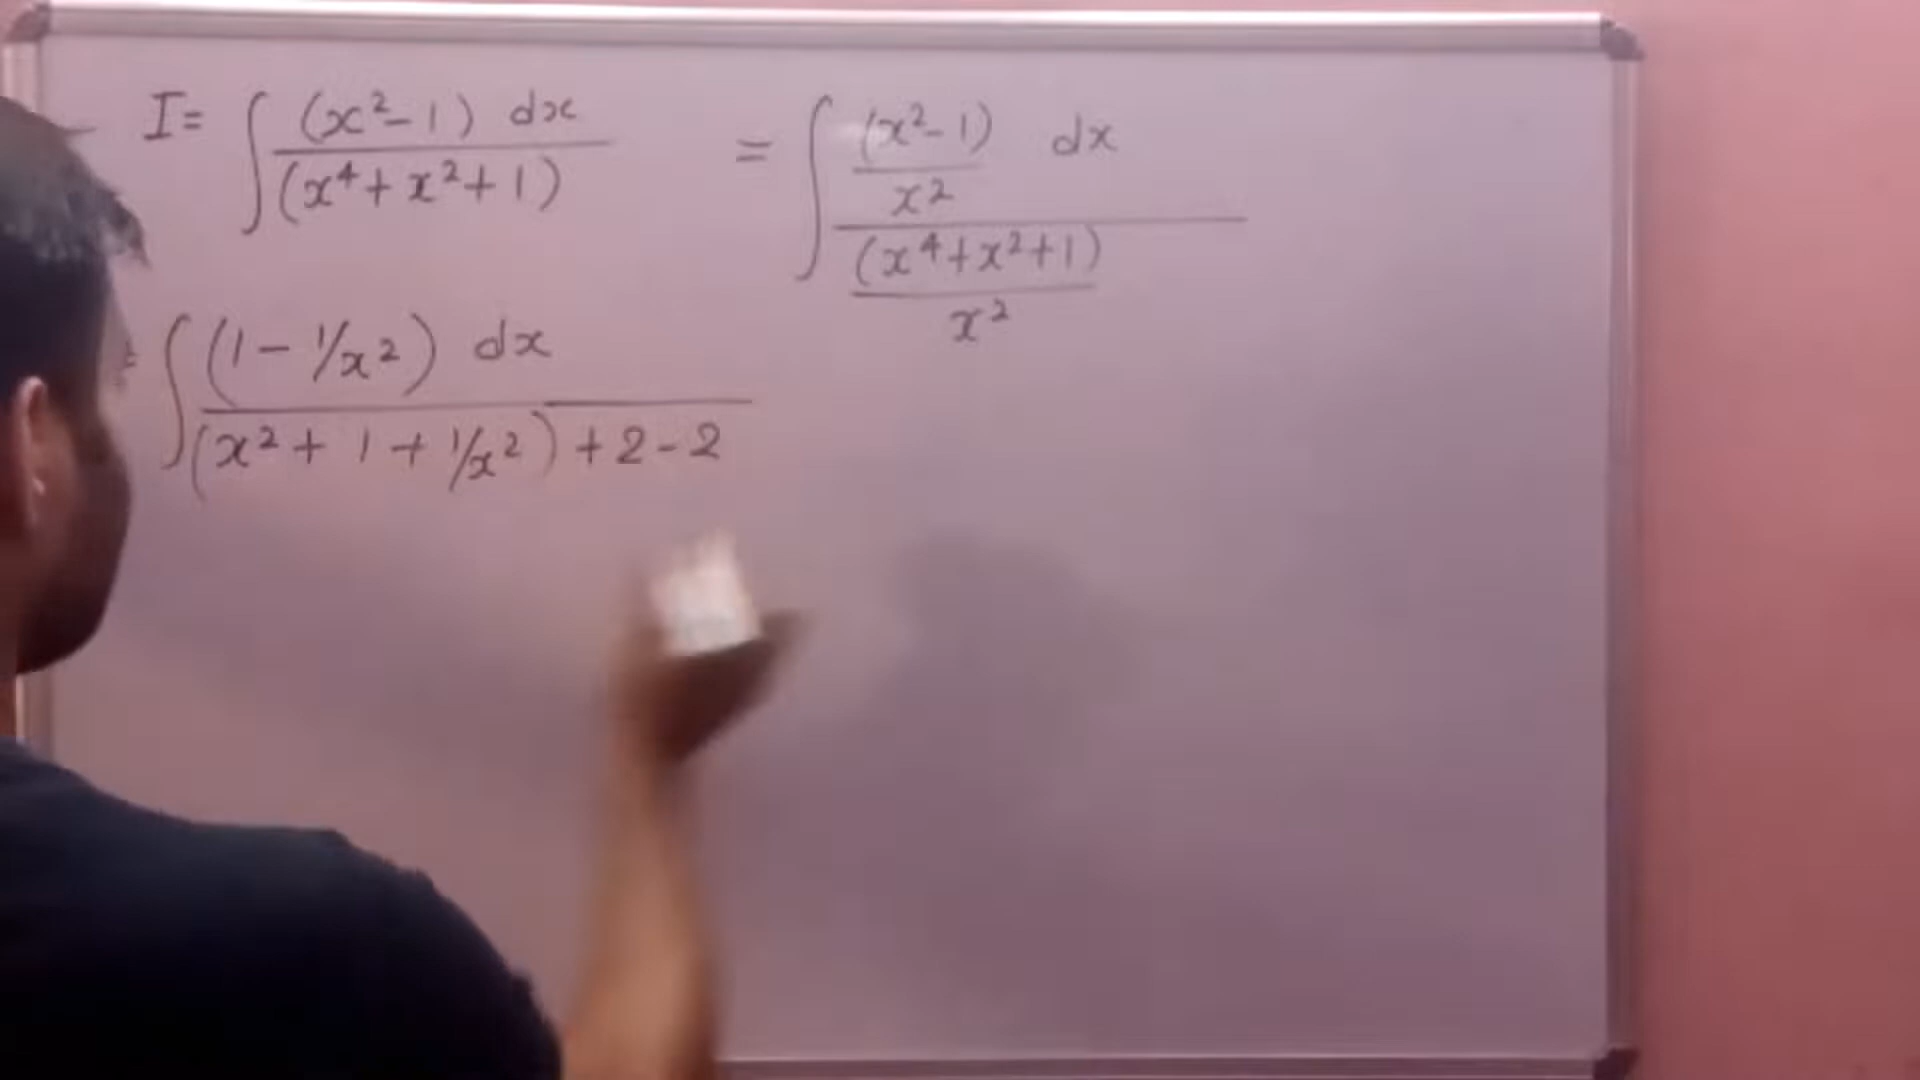 I = ∫ (x² - 1) dx / (x⁴ + x² + 1) = ∫ (x² - 1)/x² dx / (x⁴ + x² + 1)/x²
= ∫ (1 - 1/x²) dx / (x² + 1 + 1/x²) + 2 - 2